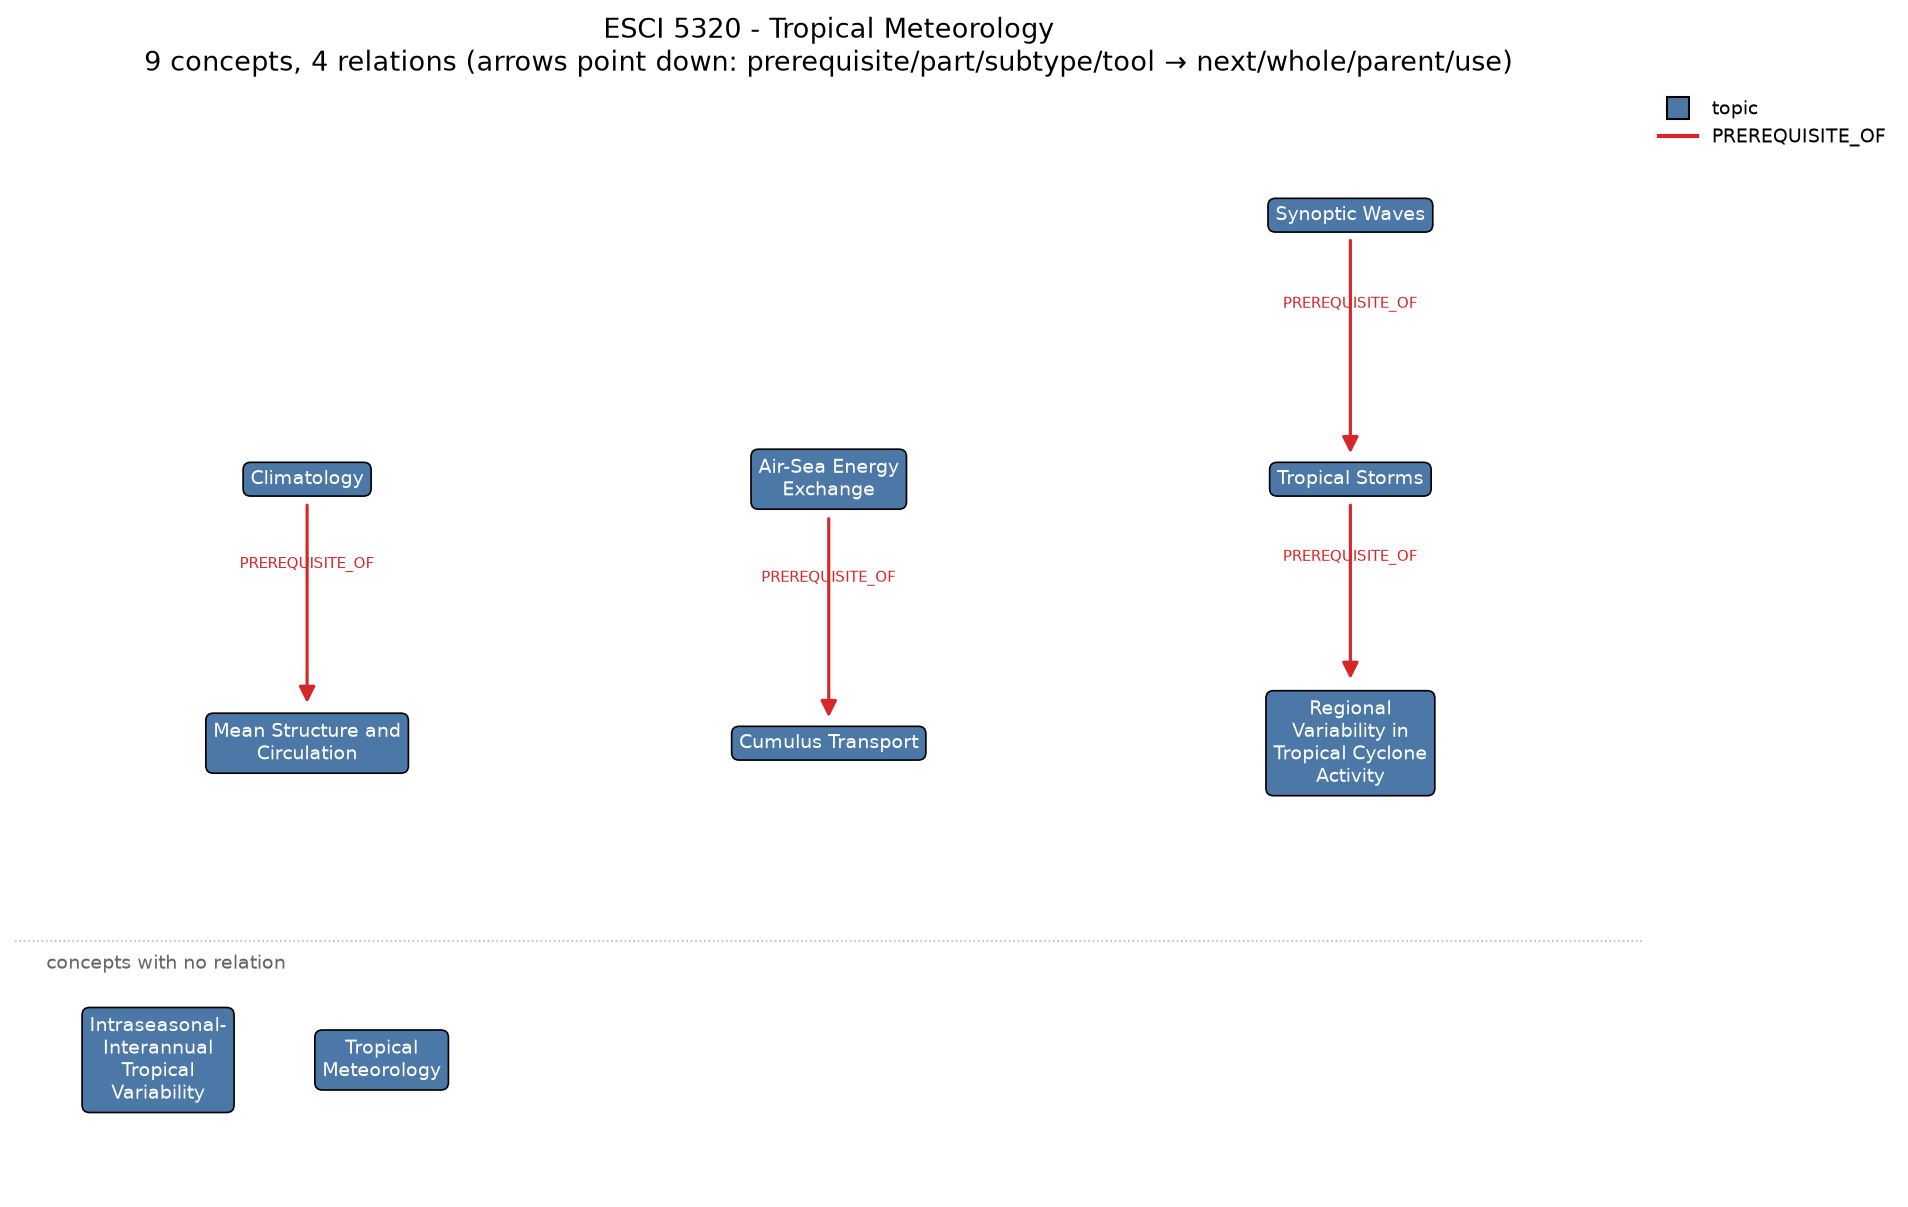 ESCI 5320 - Tropical Meteorology
9 concepts, 4 relations (arrows point down: prerequisite/part/subtype/tool → next/whole/parent/use)
topic
PREREQUISITE_OF
Synoptic Waves
PREREQUISITE_OF
Climatology
Air-Sea Energy
Exchange
Tropical Storms
PREREQUISITE_OF
PREREQUISITE_OF
PREREQUISITE_OF
Mean Structure and
Circulation
Cumulus Transport
Regional
Variability in
Tropical Cyclone
Activity
concepts with no relation
Intraseasonal-
Interannual
Tropical
Variability
Tropical
Meteorology